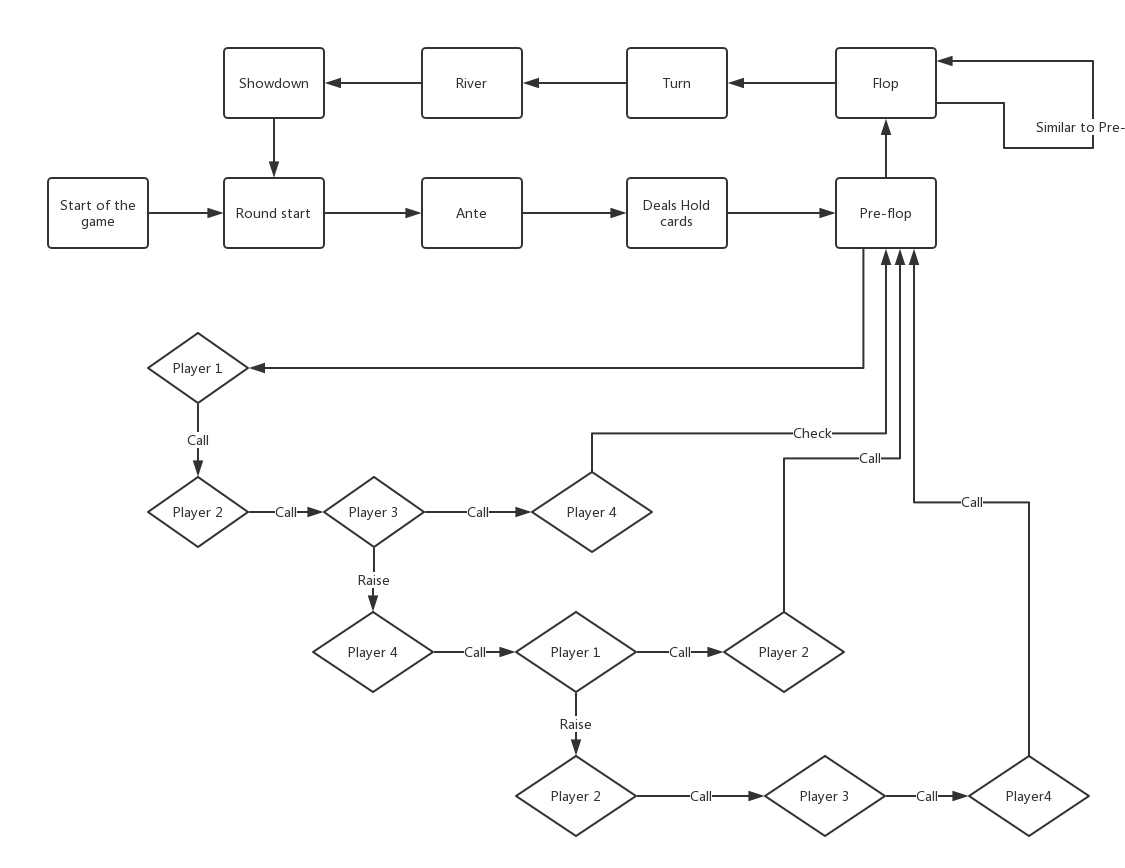 Showdown
River
Turn
Flop
Similar to Pre-
Start of the
game
Round start
Ante
Deals Hold
cards
Pre-flop
Player 1
Check
Call
Call
Call
Player 2
Call
Player 3
Call
Player 4
Raise
Player 4
Call
Player 1
Call
Player 2
Raise
Player 2
Call
Player 3
Call
Player4